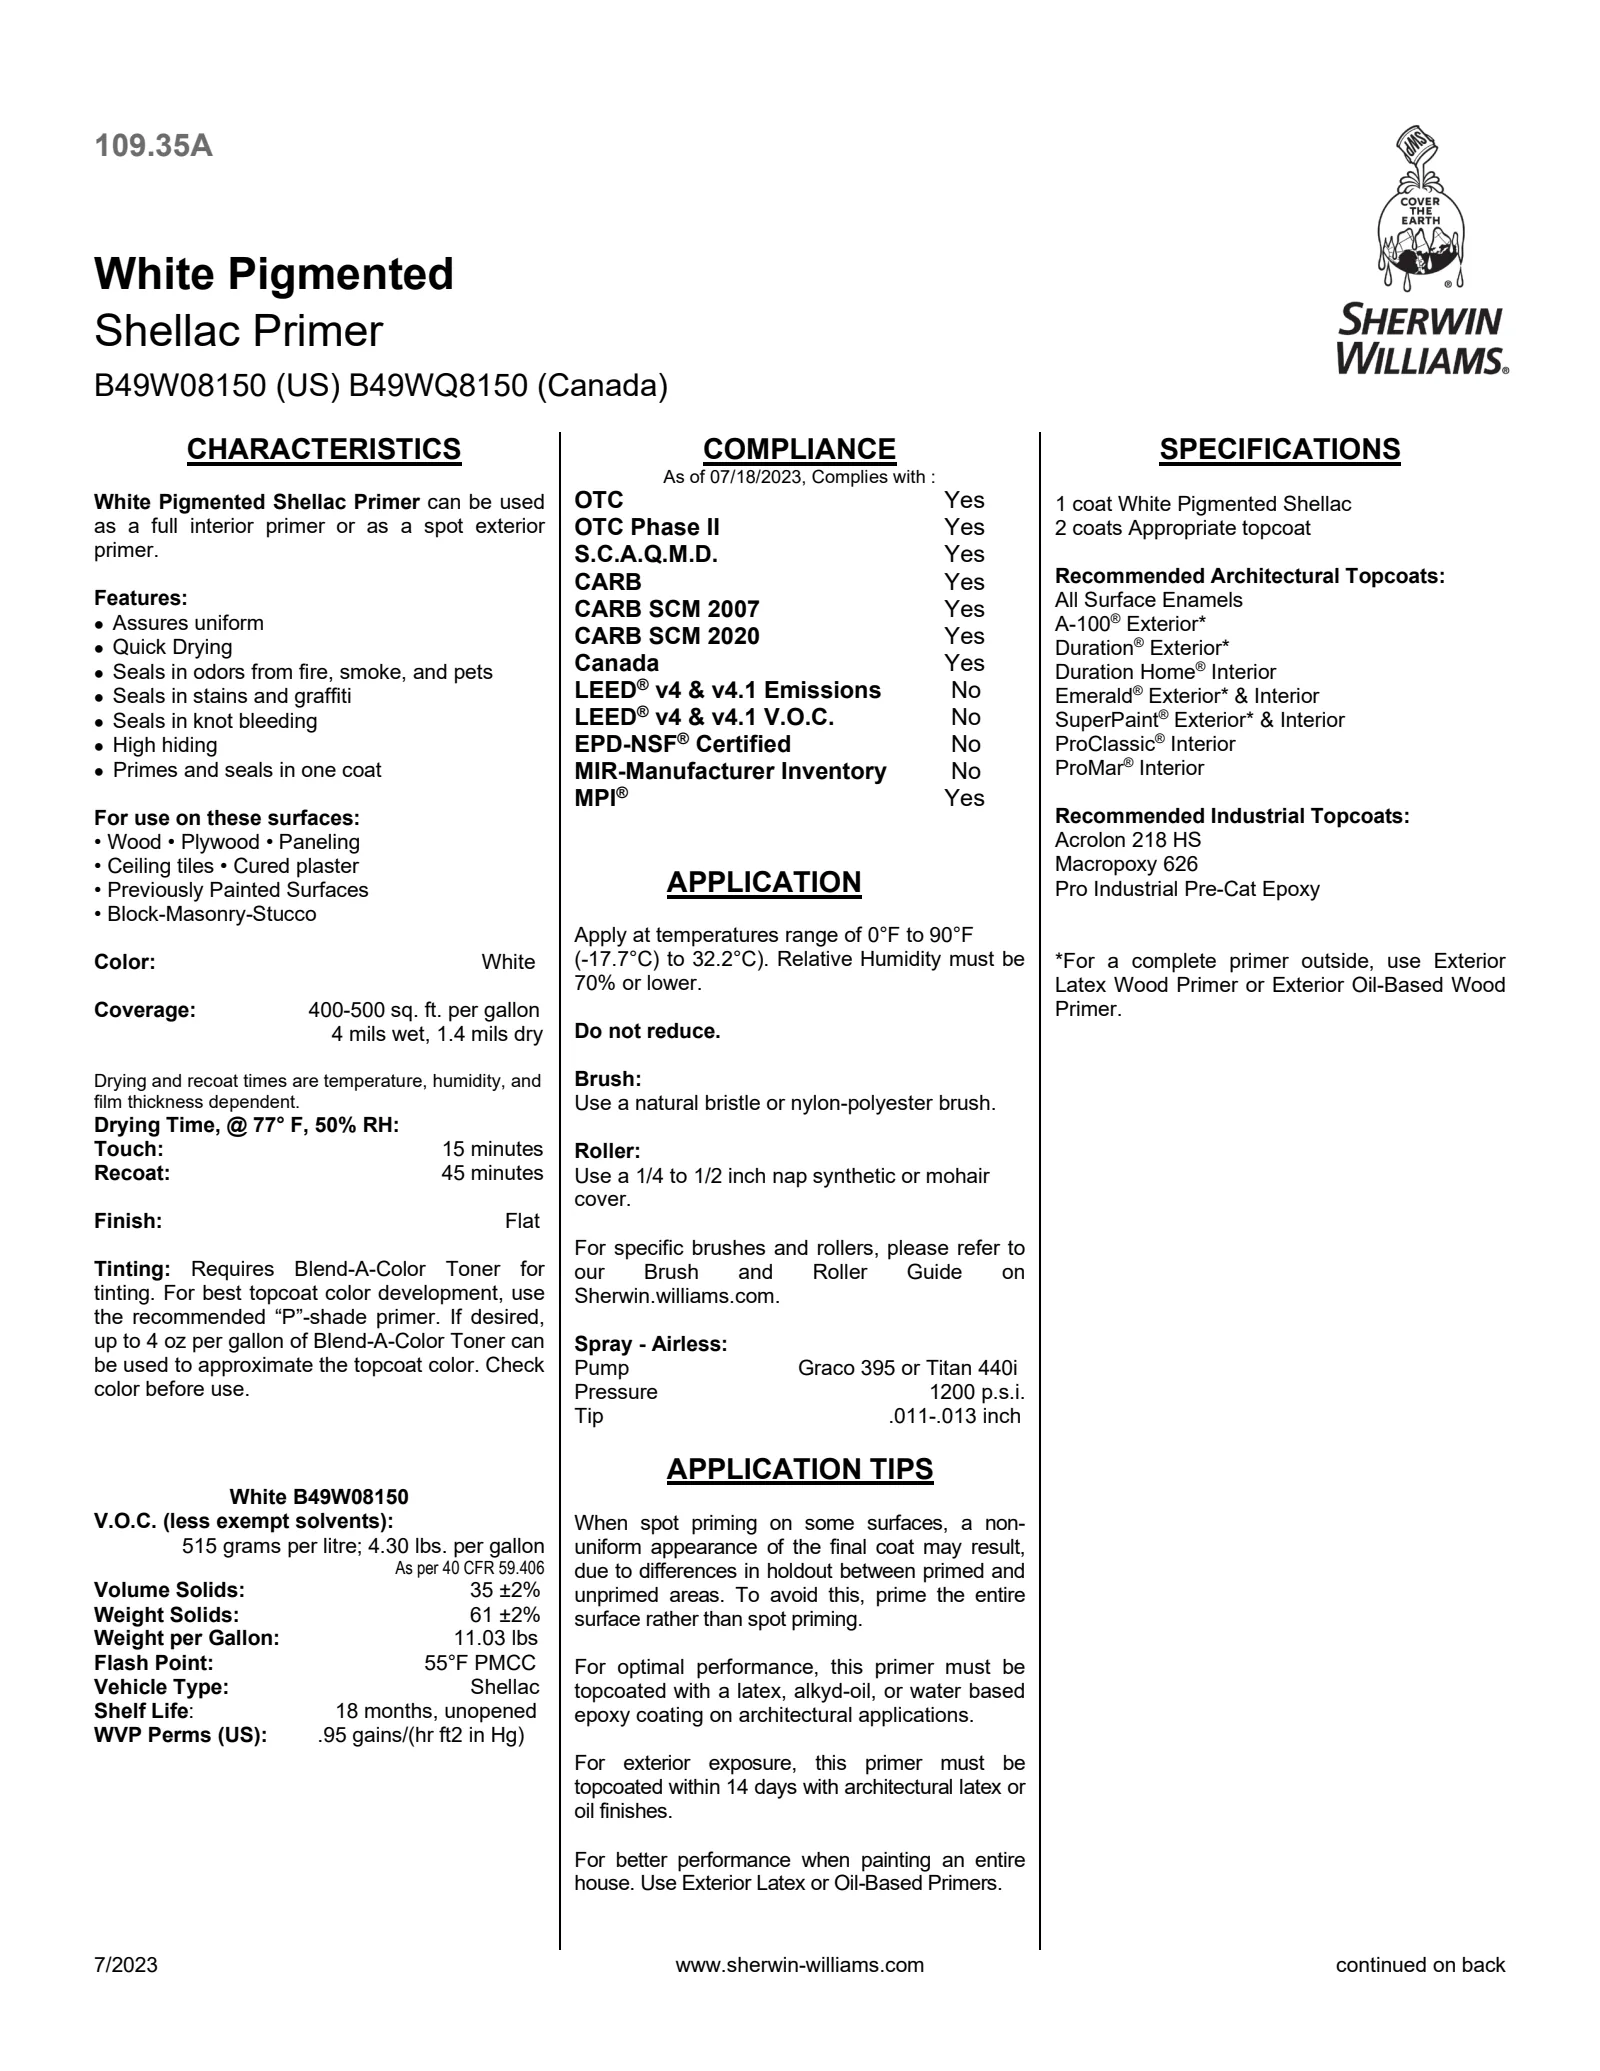 109.35A
SWP
COVER
THE
EARTH
®
SHERWIN
WILLIAMS®
White Pigmented
Shellac Primer
B49W08150 (US) B49WQ8150 (Canada)
CHARACTERISTICS
White Pigmented Shellac Primer can be used
as a full interior primer or as a spot exterior
primer.
Features:
• Assures uniform
• Quick Drying
• Seals in odors from fire, smoke, and pets
• Seals in stains and graffiti
• Seals in knot bleeding
• High hiding
• Primes and seals in one coat
For use on these surfaces:
• Wood • Plywood • Paneling
• Ceiling tiles • Cured plaster
• Previously Painted Surfaces
• Block-Masonry-Stucco
Color: White
Coverage: 400-500 sq. ft. per gallon
4 mils wet, 1.4 mils dry
Drying and recoat times are temperature, humidity, and
film thickness dependent.
Drying Time, @ 77° F, 50% RH:
Touch: 15 minutes
Recoat: 45 minutes
Finish: Flat
Tinting: Requires Blend-A-Color Toner for
tinting. For best topcoat color development, use
the recommended “P”-shade primer. If desired,
up to 4 oz per gallon of Blend-A-Color Toner can
be used to approximate the topcoat color. Check
color before use.
White B49W08150
V.O.C. (less exempt solvents):
515 grams per litre; 4.30 lbs. per gallon
As per 40 CFR 59.406
Volume Solids: 35 ±2%
Weight Solids: 61 ±2%
Weight per Gallon: 11.03 lbs
Flash Point: 55°F PMCC
Vehicle Type: Shellac
Shelf Life: 18 months, unopened
WVP Perms (US): .95 gains/(hr ft2 in Hg)
COMPLIANCE
As of 07/18/2023, Complies with :
OTC Yes
OTC Phase II Yes
S.C.A.Q.M.D. Yes
CARB Yes
CARB SCM 2007 Yes
CARB SCM 2020 Yes
Canada Yes
LEED® v4 & v4.1 Emissions No
LEED® v4 & v4.1 V.O.C. No
EPD-NSF® Certified No
MIR-Manufacturer Inventory No
MPI® Yes
APPLICATION
Apply at temperatures range of 0°F to 90°F
(-17.7°C) to 32.2°C). Relative Humidity must be
70% or lower.
Do not reduce.
Brush:
Use a natural bristle or nylon-polyester brush.
Roller:
Use a 1/4 to 1/2 inch nap synthetic or mohair
cover.
For specific brushes and rollers, please refer to
our Brush and Roller Guide on
Sherwin.williams.com.
Spray - Airless:
Pump Graco 395 or Titan 440i
Pressure 1200 p.s.i.
Tip .011-.013 inch
APPLICATION TIPS
When spot priming on some surfaces, a non-
uniform appearance of the final coat may result,
due to differences in holdout between primed and
unprimed areas. To avoid this, prime the entire
surface rather than spot priming.
For optimal performance, this primer must be
topcoated with a latex, alkyd-oil, or water based
epoxy coating on architectural applications.
For exterior exposure, this primer must be
topcoated within 14 days with architectural latex or
oil finishes.
For better performance when painting an entire
house. Use Exterior Latex or Oil-Based Primers.
SPECIFICATIONS
1 coat White Pigmented Shellac
2 coats Appropriate topcoat
Recommended Architectural Topcoats:
All Surface Enamels
A-100® Exterior*
Duration® Exterior*
Duration Home® Interior
Emerald® Exterior* & Interior
SuperPaint® Exterior* & Interior
ProClassic® Interior
ProMar® Interior
Recommended Industrial Topcoats:
Acrolon 218 HS
Macropoxy 626
Pro Industrial Pre-Cat Epoxy
*For a complete primer outside, use Exterior
Latex Wood Primer or Exterior Oil-Based Wood
Primer.
7/2023
www.sherwin-williams.com
continued on back